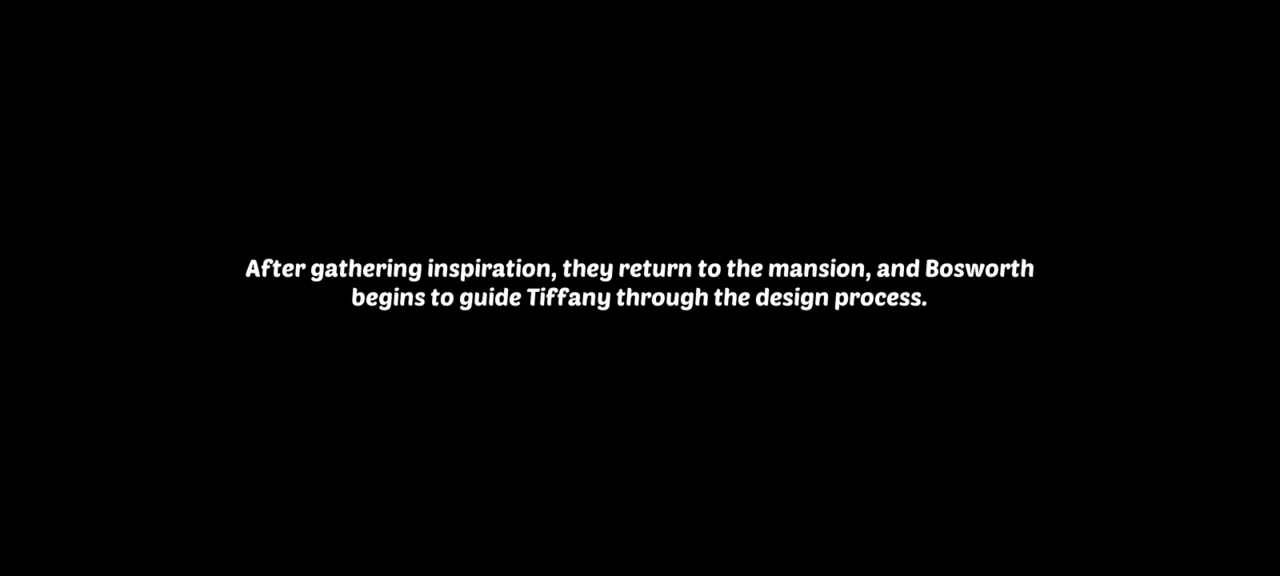 After gathering inspiration, they return to the mansion, and Bosworth
begins to guide Tiffany through the design process.